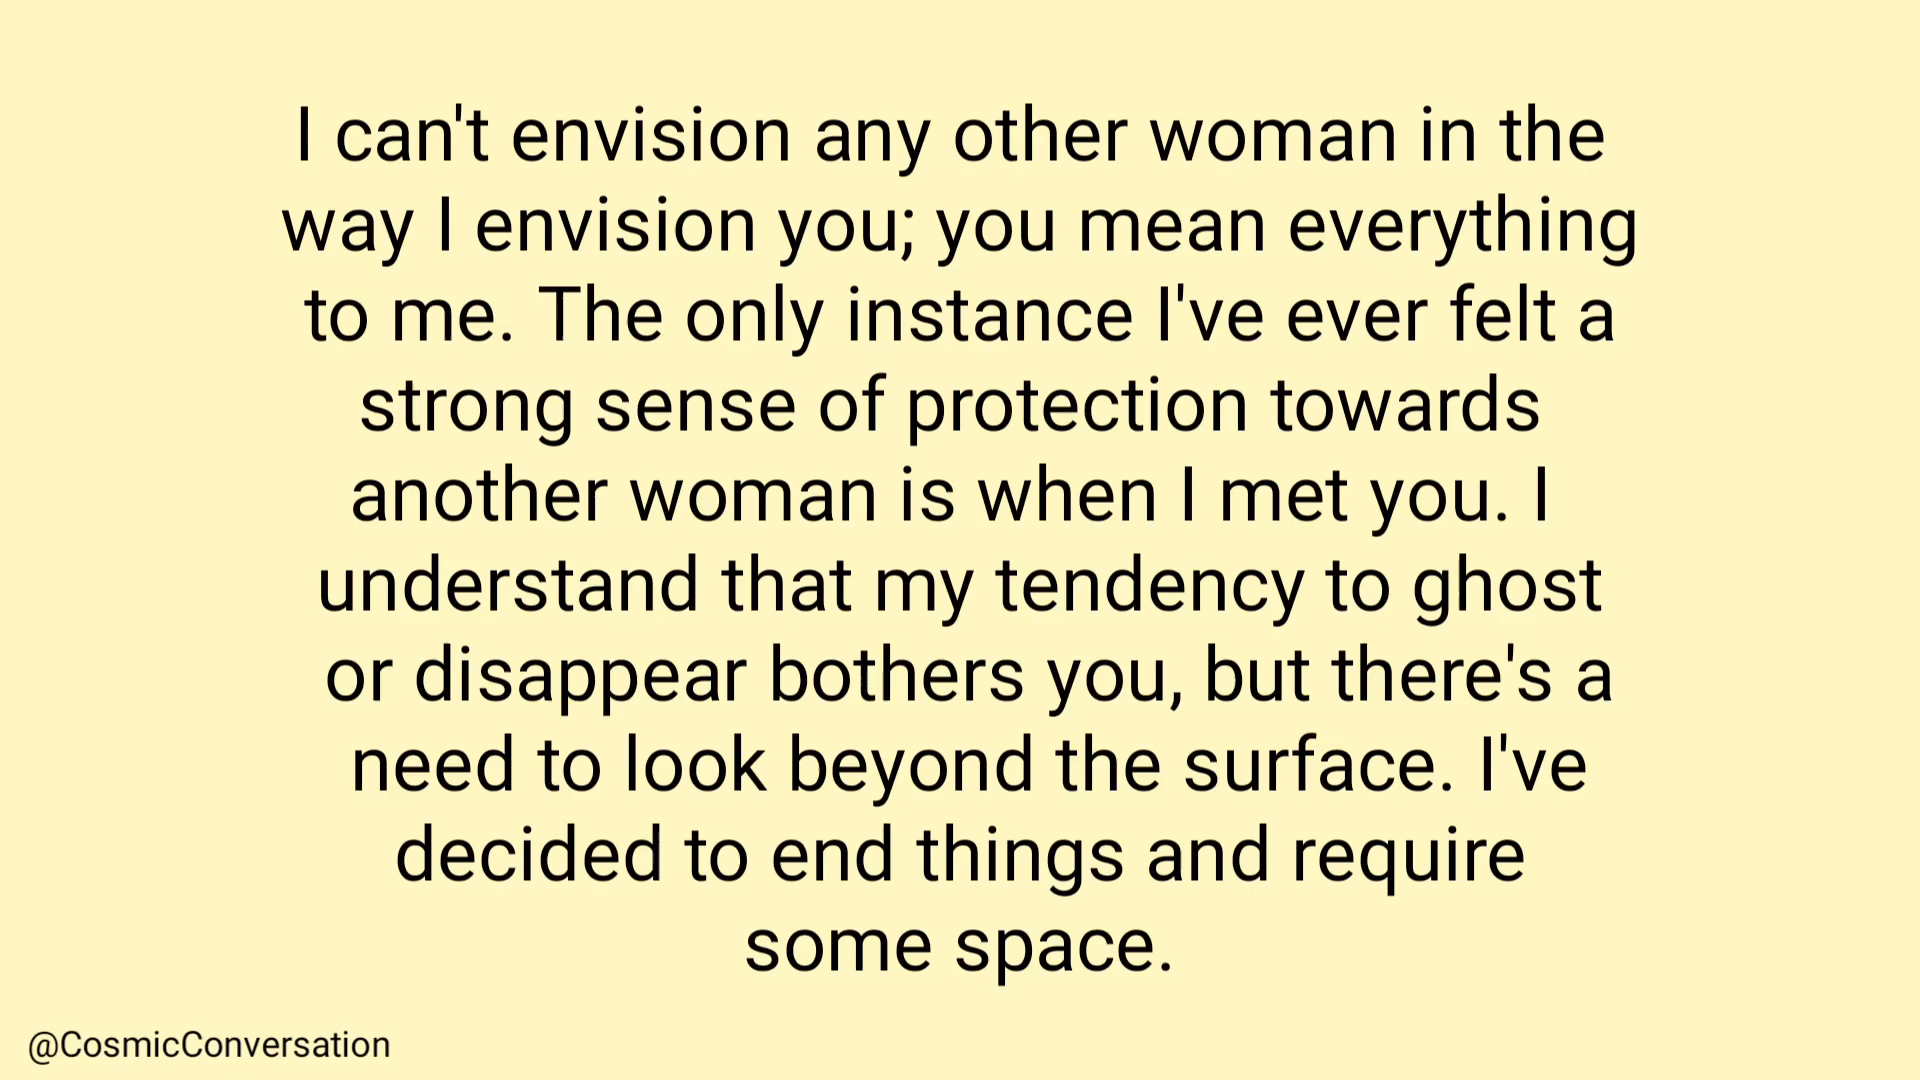 I can't envision any other woman in the
way I envision you; you mean everything
to me. The only instance I've ever felt a
strong sense of protection towards
another woman is when I met you. I
understand that my tendency to ghost
or disappear bothers you, but there's a
need to look beyond the surface. I've
decided to end things and require
some space.
@CosmicConversation